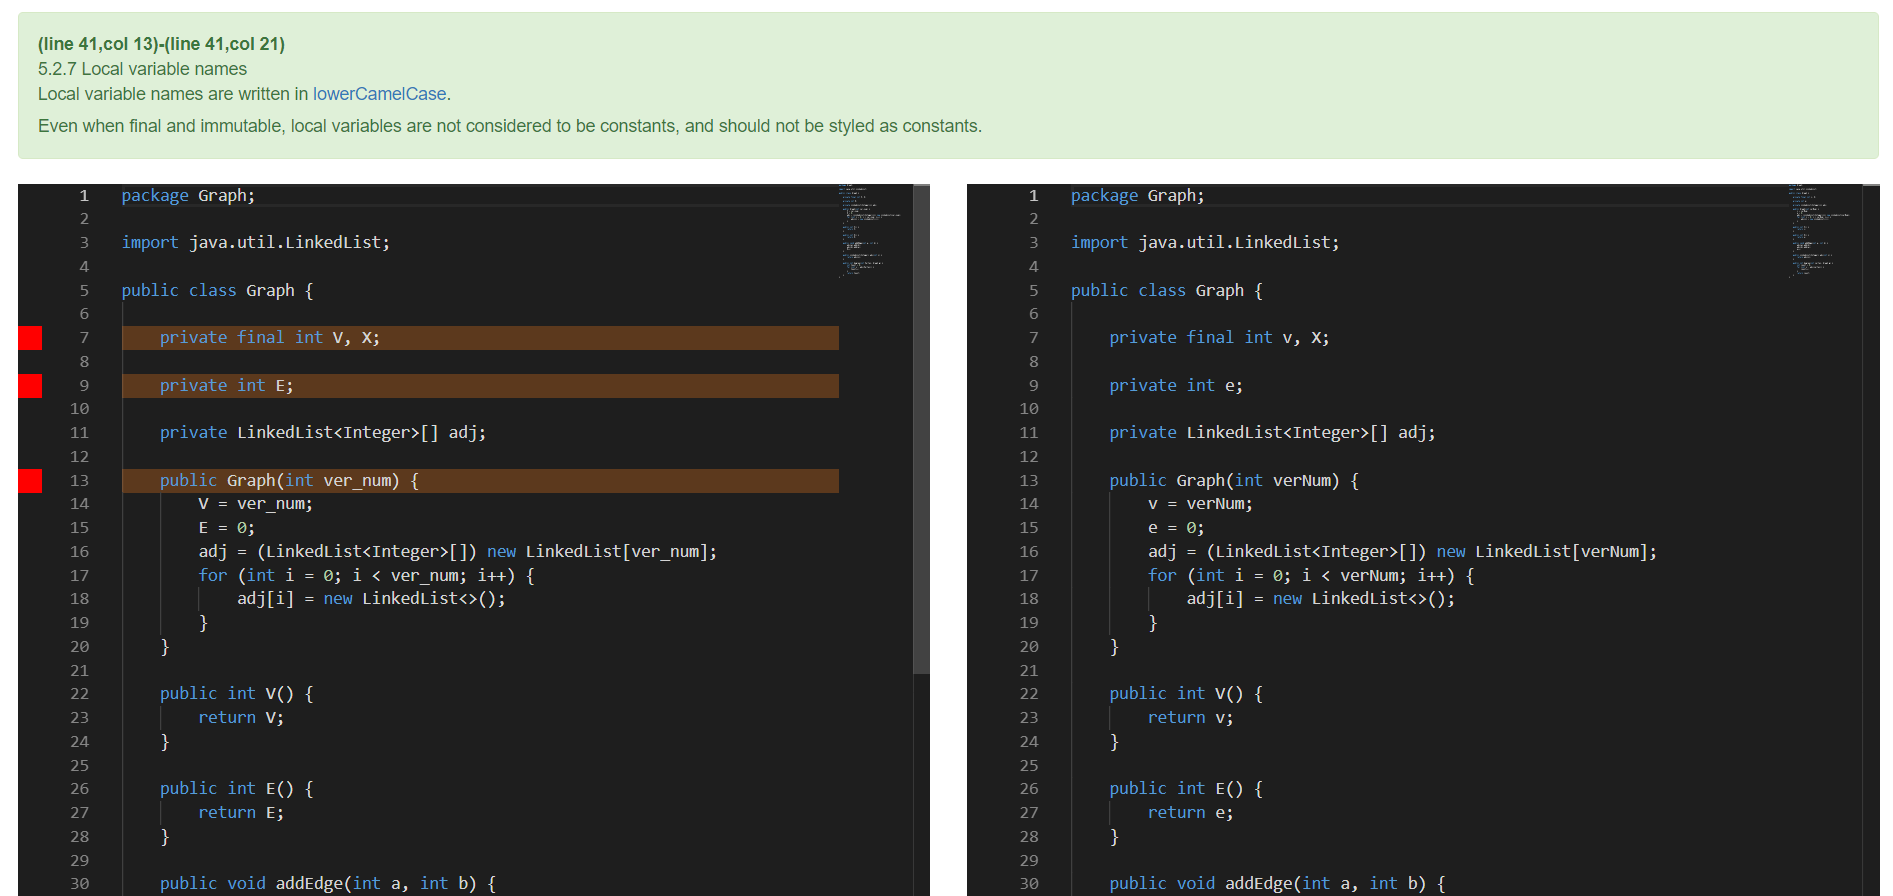 (line 41,col 13)-(line 41,col 21)
5.2.7 Local variable names
Local variable names are written in lowerCamelCase.
Even when final and immutable, local variables are not considered to be constants, and should not be styled as constants.
1 package Graph;
2
3 import java.util.LinkedList;
4
5 public class Graph {
6
7 private final int V, X;
8
9 private int E;
10
11 private LinkedList<Integer>[] adj;
12
13 public Graph(int ver_num) {
14 V = ver_num;
15 E = 0;
16 adj = (LinkedList<Integer>[]) new LinkedList[ver_num];
17 for (int i = 0; i < ver_num; i++) {
18 adj[i] = new LinkedList<>();
19 }
20 }
21
22 public int V() {
23 return V;
24 }
25
26 public int E() {
27 return E;
28 }
29
30 public void addEdge(int a, int b) {
1 package Graph;
2
3 import java.util.LinkedList;
4
5 public class Graph {
6
7 private final int v, X;
8
9 private int e;
10
11 private LinkedList<Integer>[] adj;
12
13 public Graph(int verNum) {
14 v = verNum;
15 e = 0;
16 adj = (LinkedList<Integer>[]) new LinkedList[verNum];
17 for (int i = 0; i < verNum; i++) {
18 adj[i] = new LinkedList<>();
19 }
20 }
21
22 public int V() {
23 return v;
24 }
25
26 public int E() {
27 return e;
28 }
29
30 public void addEdge(int a, int b) {